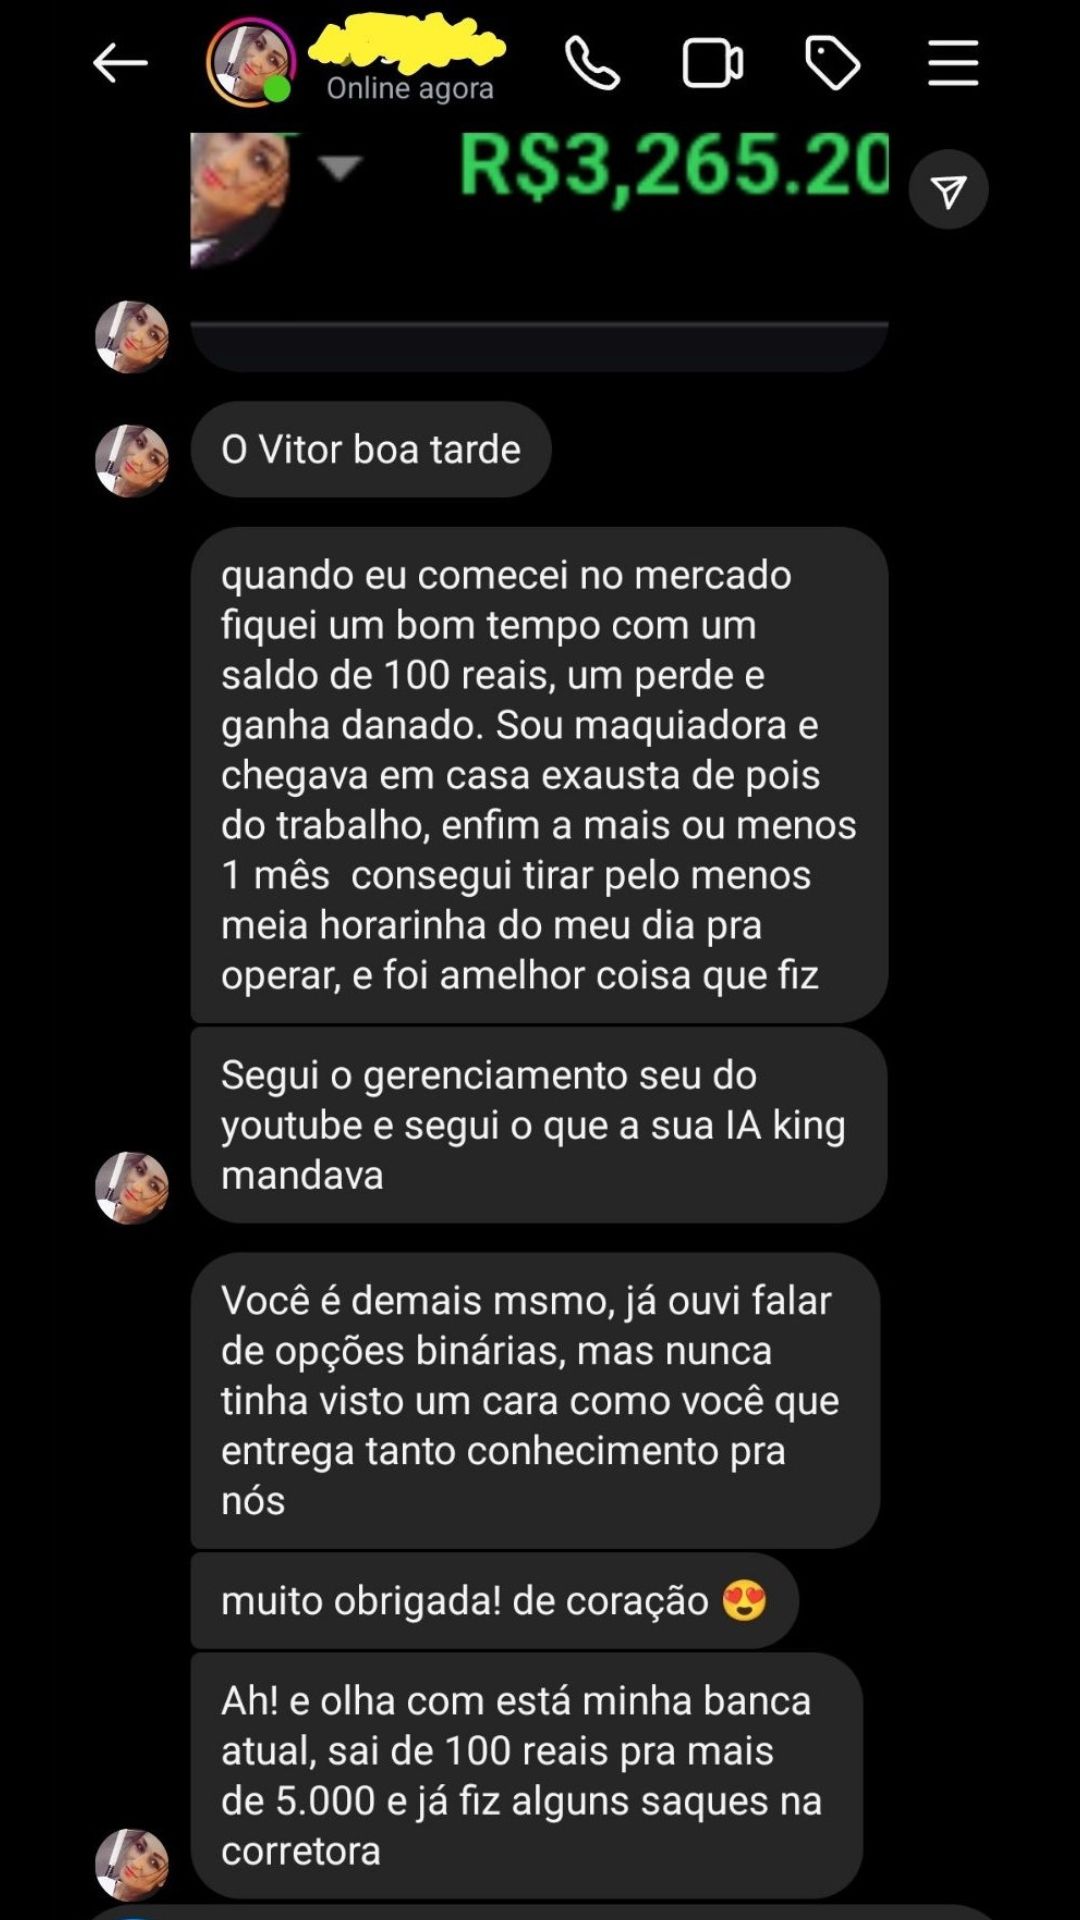 Online agora
R$3,265.20
O Vitor boa tarde
quando eu comecei no mercado
fiquei um bom tempo com um
saldo de 100 reais, um perde e
ganha danado. Sou maquiadora e
chegava em casa exausta de pois
do trabalho, enfim a mais ou menos
1 mês consegui tirar pelo menos
meia horarinha do meu dia pra
operar, e foi amelhor coisa que fiz
Segui o gerenciamento seu do
youtube e segui o que a sua IA king
mandava
Você é demais msmo, já ouvi falar
de opções binárias, mas nunca
tinha visto um cara como você que
entrega tanto conhecimento pra
nós
muito obrigada! de coração 😍
Ah! e olha com está minha banca
atual, sai de 100 reais pra mais
de 5.000 e já fiz alguns saques na
corretora